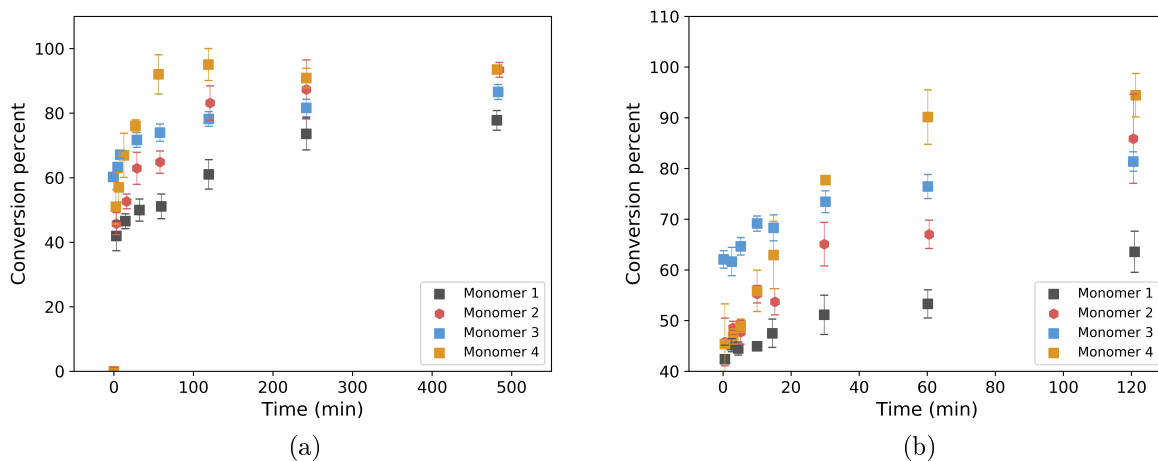 100
80
60
40
20
0
Conversion percent
0 100 200 300 400 500
Time (min)
Monomer 1
Monomer 2
Monomer 3
Monomer 4
(a)
110
100
90
80
70
60
50
40
Conversion percent
0 20 40 60 80 100 120
Time (min)
Monomer 1
Monomer 2
Monomer 3
Monomer 4
(b)